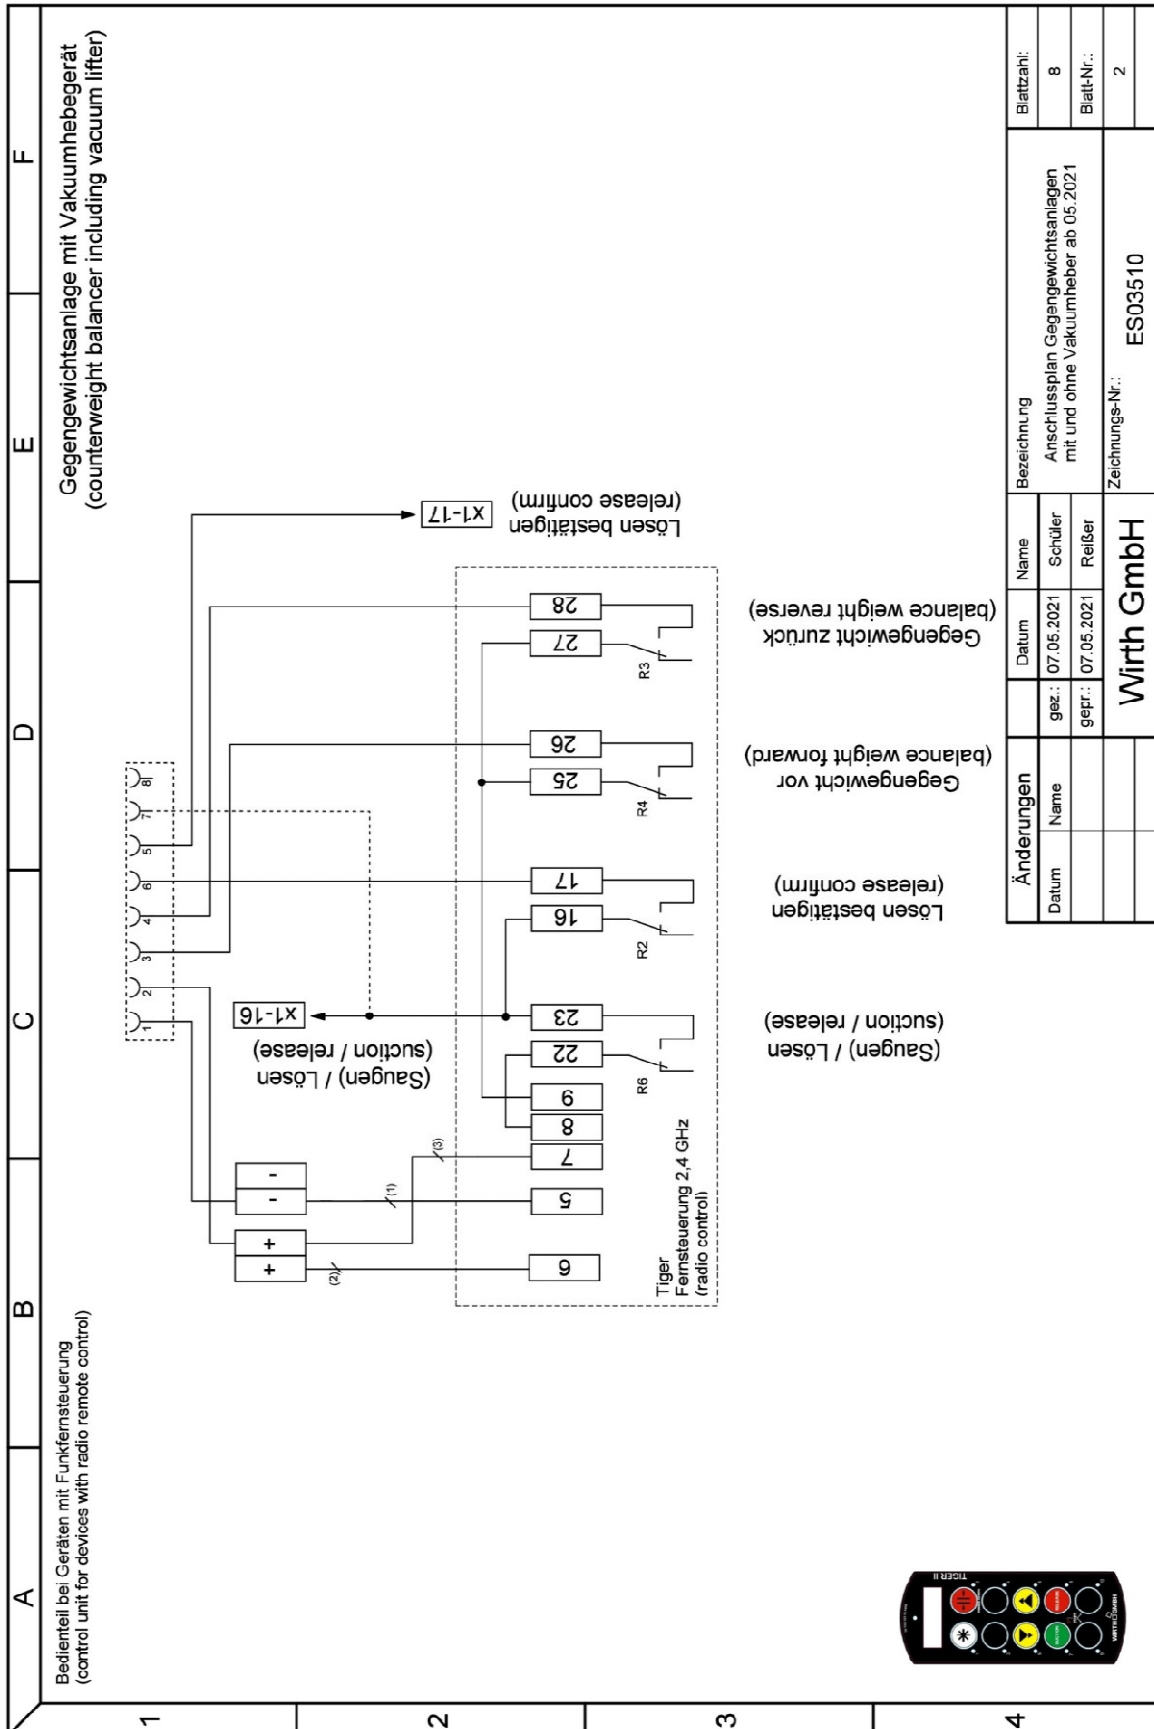 A
B
C
D
E
F
1
2
3
4
Bedienteil bei Geräten mit Funkfernsteuerung
(control unit for devices with radio remote control)
Gegengewichtsanlage mit Vakuumhebegerät
(counterweight balancer including vacuum lifter)
1
2
3
4
6
5
7
8
+
+
-
-
(2)
(1)
(3)
x1-16
(Saugen) / Lösen
(suction / release)
x1-17
Lösen bestätigen
(release confirm)
6
5
7
8
9
22
23
16
17
25
26
27
28
R6
R2
R4
R3
Tiger
Fernsteuerung 2,4 GHz
(radio control)
(Saugen) / Lösen
(suction / release)
Lösen bestätigen
(release confirm)
Gegengewicht vor
(balance weight forward)
Gegengewicht zurück
(balance weight reverse)
TIGER II
SUCTION
RELEASE
WIRTH GMBH
Änderungen
Datum
Name
Datum
Name
gez.:
07.05.2021
Schüler
gepr.:
07.05.2021
Reißer
Wirth GmbH
Bezeichnung
Anschlussplan Gegengewichtsanlagen
mit und ohne Vakuumheber ab 05.2021
Zeichnungs-Nr.:
ES03510
Blattzahl:
8
Blatt-Nr.:
2